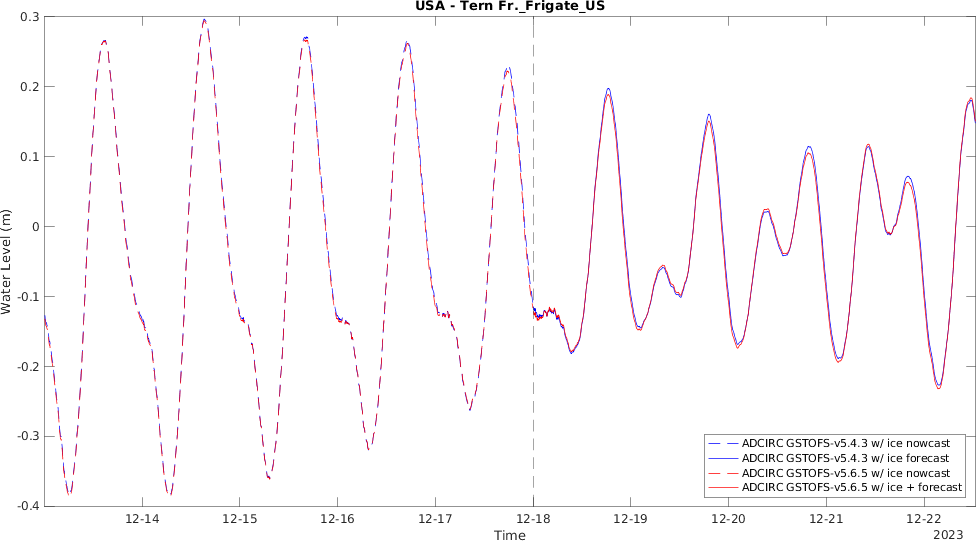 USA - Tern Fr._Frigate_US
0.3
0.2
0.1
0
-0.1
-0.2
-0.3
-0.4
Water Level (m)
12-14
12-15
12-16
12-17
12-18
12-19
12-20
12-21
12-22
Time
2023
ADCIRC GSTOFS-v5.4.3 w/ ice nowcast
ADCIRC GSTOFS-v5.4.3 w/ ice forecast
ADCIRC GSTOFS-v5.6.5 w/ ice nowcast
ADCIRC GSTOFS-v5.6.5 w/ ice + forecast